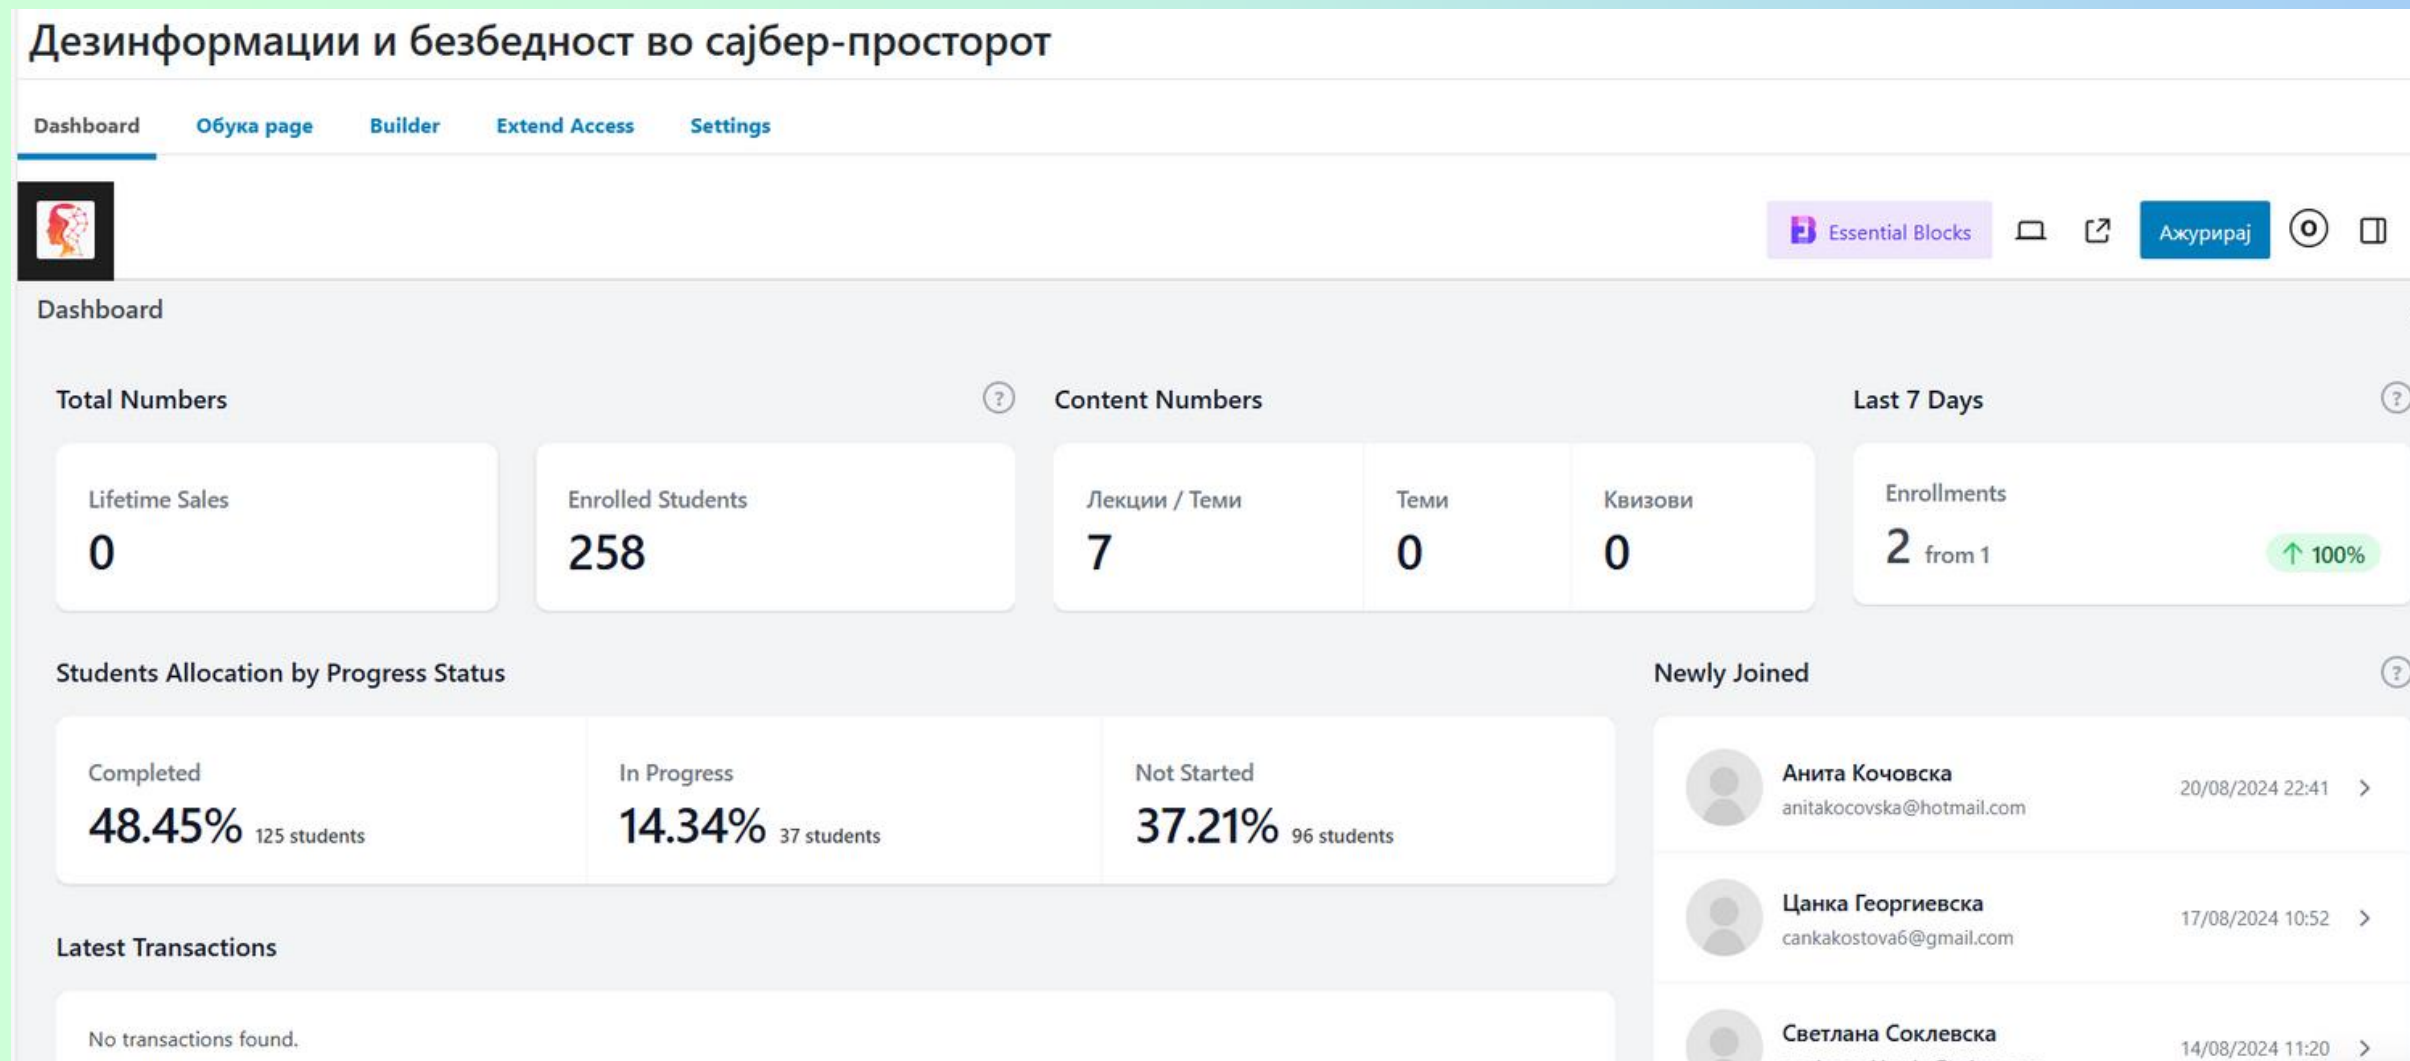 Дезинформации и безбедност во сајбер-просторот
Dashboard Обука page Builder Extend Access Settings
Essential Blocks Ажурирај
Dashboard
Total Numbers
Lifetime Sales
0
Enrolled Students
258
Content Numbers
Лекции / Теми
7
Теми
0
Квизови
0
Last 7 Days
Enrollments
2 from 1 ↑ 100%
Students Allocation by Progress Status
Completed
48.45% 125 students
In Progress
14.34% 37 students
Not Started
37.21% 96 students
Newly Joined
Анита Кочовска
anitakocovska@hotmail.com
20/08/2024 22:41
Цанка Георгиевска
cankakostova6@gmail.com
17/08/2024 10:52
Светлана Соклевска
14/08/2024 11:20
Latest Transactions
No transactions found.